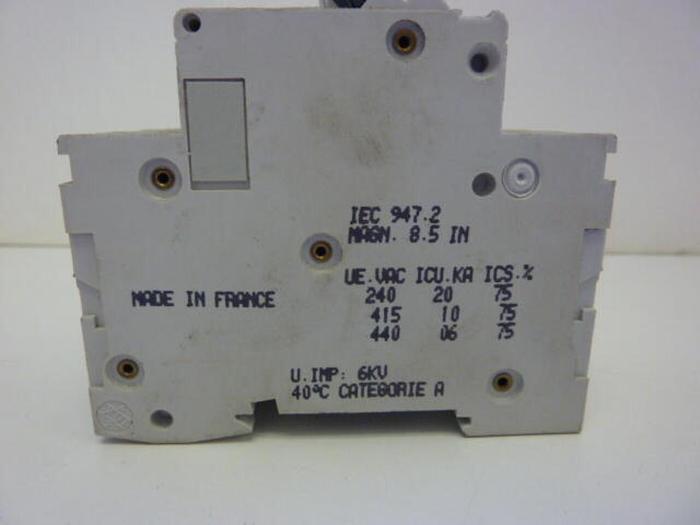 IEC 947.2
MAGN. 8.5 IN
UE.VAC ICU.KA ICS.%
240 20 75
415 10 75
440 06 75
MADE IN FRANCE
U.IMP: 6KV
40°C CATEGORIE A